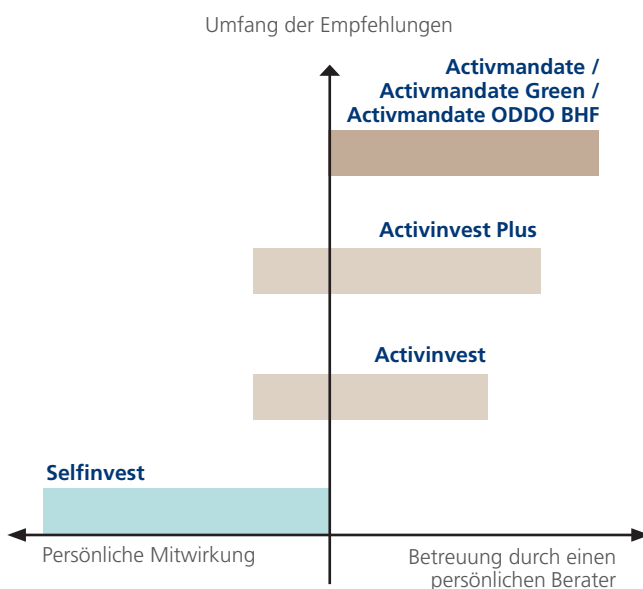 Umfang der Empfehlungen
Activmandate /
Activmandate Green /
Activmandate ODDO BHF
Activinvest Plus
Activinvest
Selfinvest
Persönliche Mitwirkung
Betreuung durch einen
persönlichen Berater